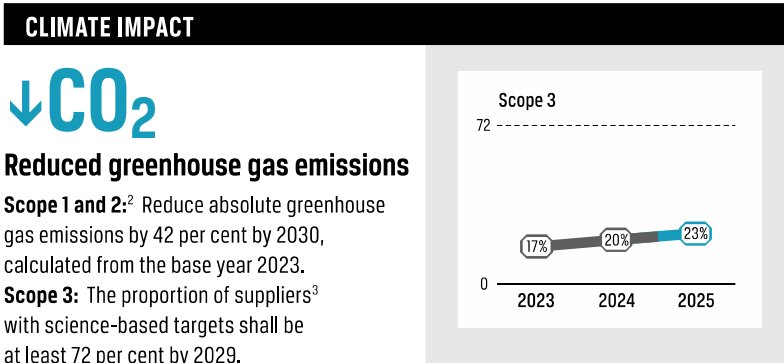 CLIMATE IMPACT
↓CO₂
Reduced greenhouse gas emissions
Scope 1 and 2:² Reduce absolute greenhouse
gas emissions by 42 per cent by 2030,
calculated from the base year 2023.
Scope 3: The proportion of suppliers³
with science-based targets shall be
at least 72 per cent by 2029.
Scope 3
72
17%
20%
23%
0
2023 2024 2025